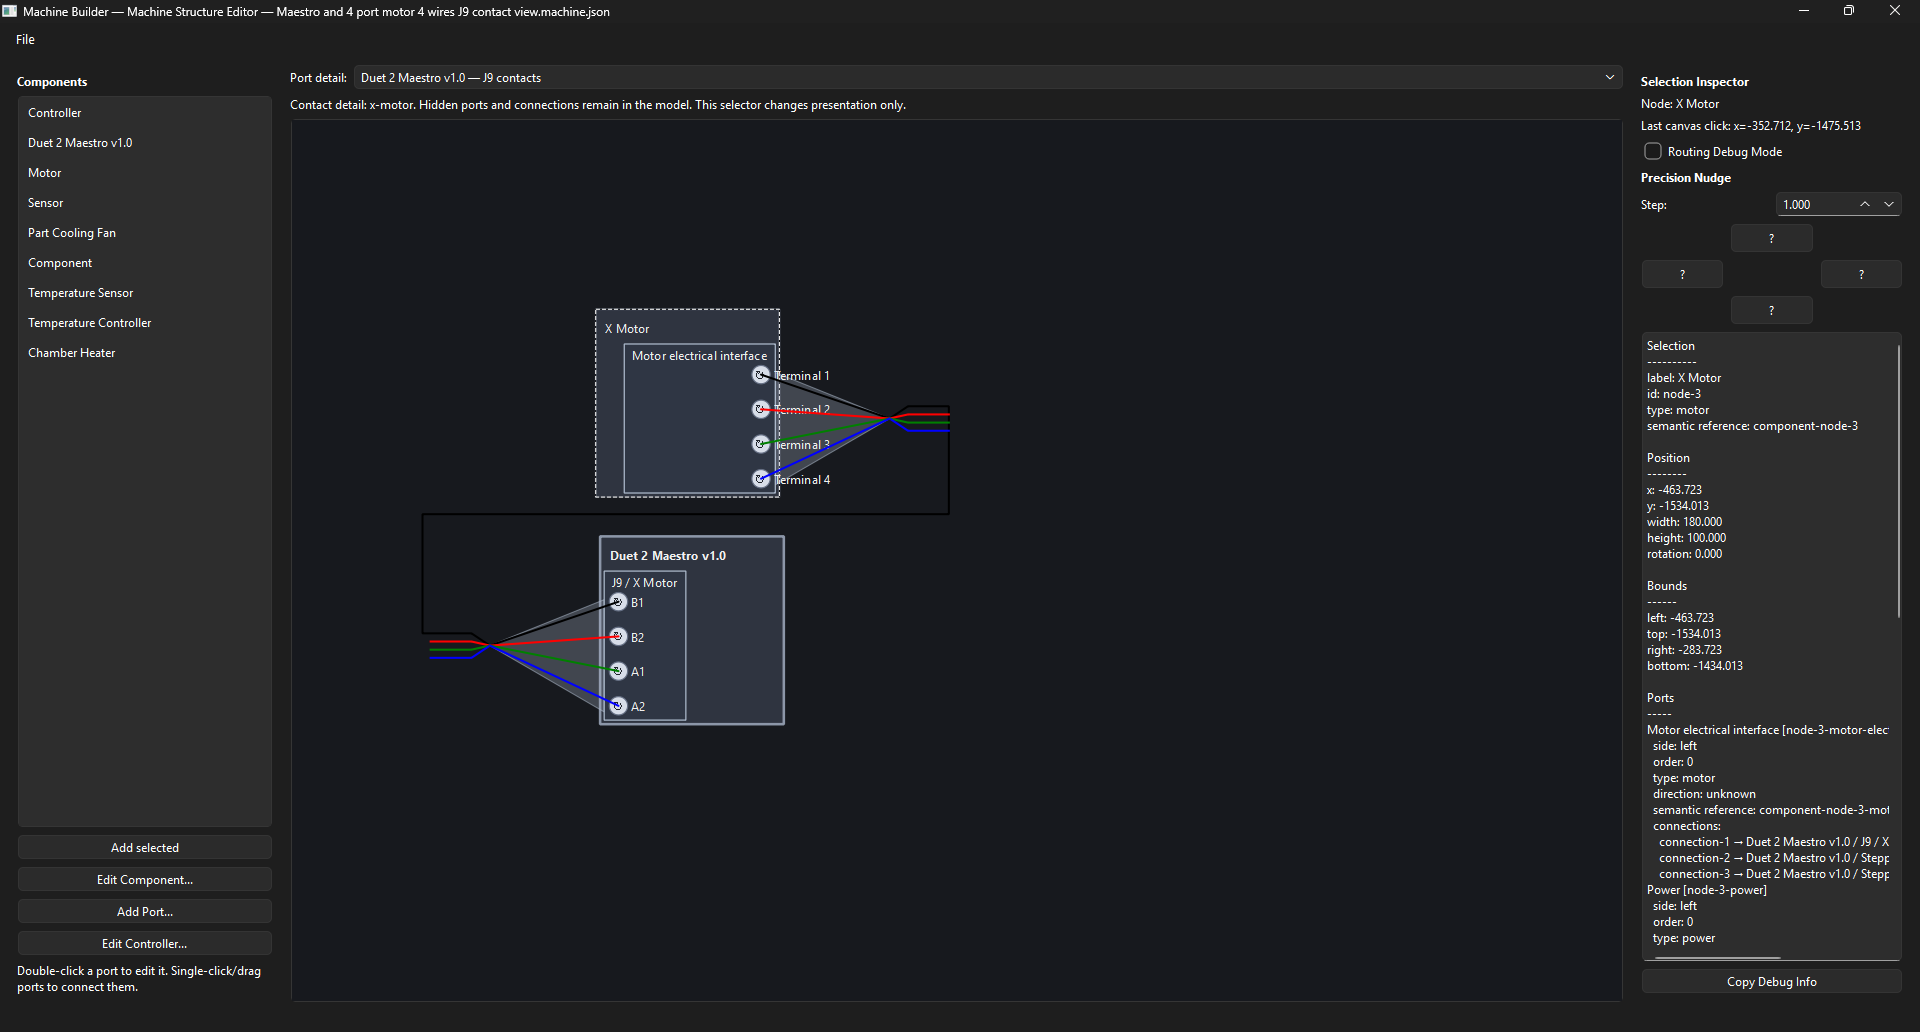 Machine Builder — Machine Structure Editor — Maestro and 4 port motor 4 wires J9 contact view.machine.json
File
Components
Controller
Duet 2 Maestro v1.0
Motor
Sensor
Part Cooling Fan
Component
Temperature Sensor
Temperature Controller
Chamber Heater
Add selected
Edit Component...
Add Port...
Edit Controller...
Double-click a port to edit it. Single-click/drag
ports to connect them.
Port detail:
Duet 2 Maestro v1.0 — J9 contacts
Contact detail: x-motor. Hidden ports and connections remain in the model. This selector changes presentation only.
X Motor
Motor electrical interface
Terminal 1
Terminal 2
Terminal 3
Terminal 4
Duet 2 Maestro v1.0
J9 / X Motor
B1
B2
A1
A2
Selection Inspector
Node: X Motor
Last canvas click: x=-352.712, y=-1475.513
Routing Debug Mode
Precision Nudge
Step:
1.000
?
? ?
?
Selection
----------
label: X Motor
id: node-3
type: motor
semantic reference: component-node-3
Position
--------
x: -463.723
y: -1534.013
width: 180.000
height: 100.000
rotation: 0.000
Bounds
------
left: -463.723
top: -1534.013
right: -283.723
bottom: -1434.013
Ports
-----
Motor electrical interface [node-3-motor-elec
side: left
order: 0
type: motor
direction: unknown
semantic reference: component-node-3-mot
connections:
connection-1 → Duet 2 Maestro v1.0 / J9 / X
connection-2 → Duet 2 Maestro v1.0 / Stepp
connection-3 → Duet 2 Maestro v1.0 / Stepp
Power [node-3-power]
side: left
order: 0
type: power
Copy Debug Info